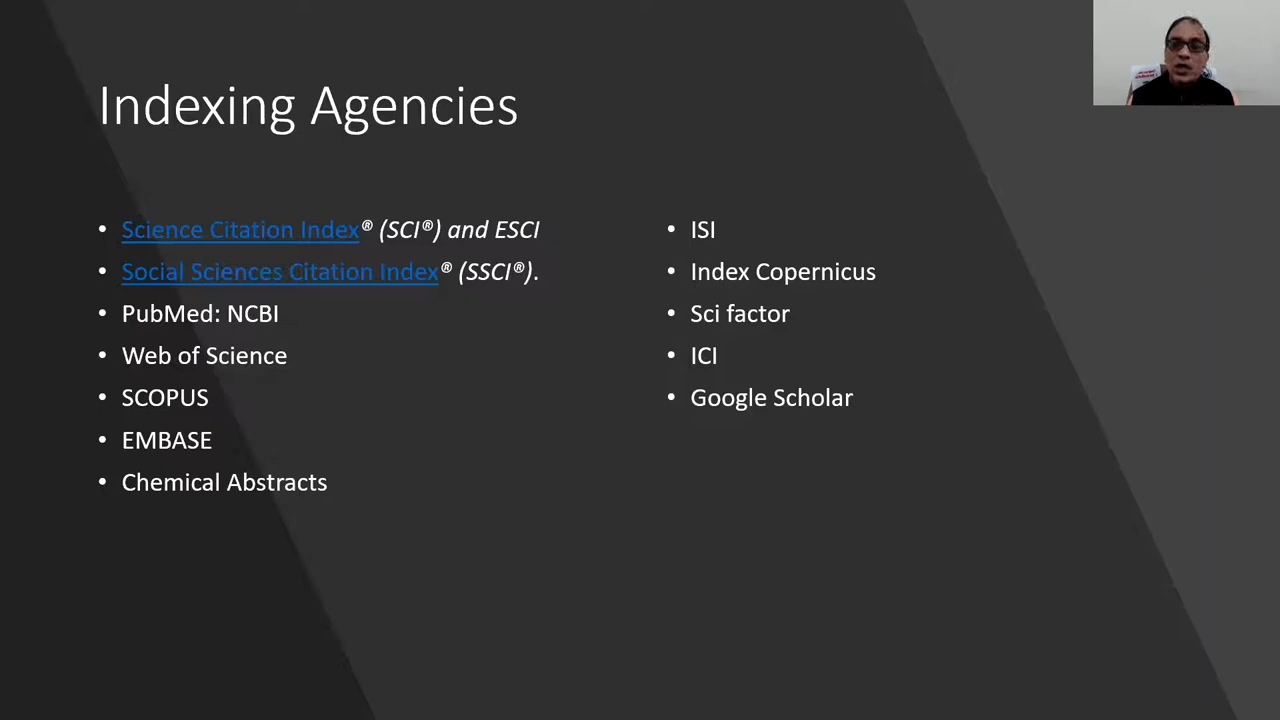 Indexing Agencies
• Science Citation Index® (SCI®) and ESCI
• Social Sciences Citation Index® (SSCI®).
• PubMed: NCBI
• Web of Science
• SCOPUS
• EMBASE
• Chemical Abstracts
• ISI
• Index Copernicus
• Sci factor
• ICI
• Google Scholar